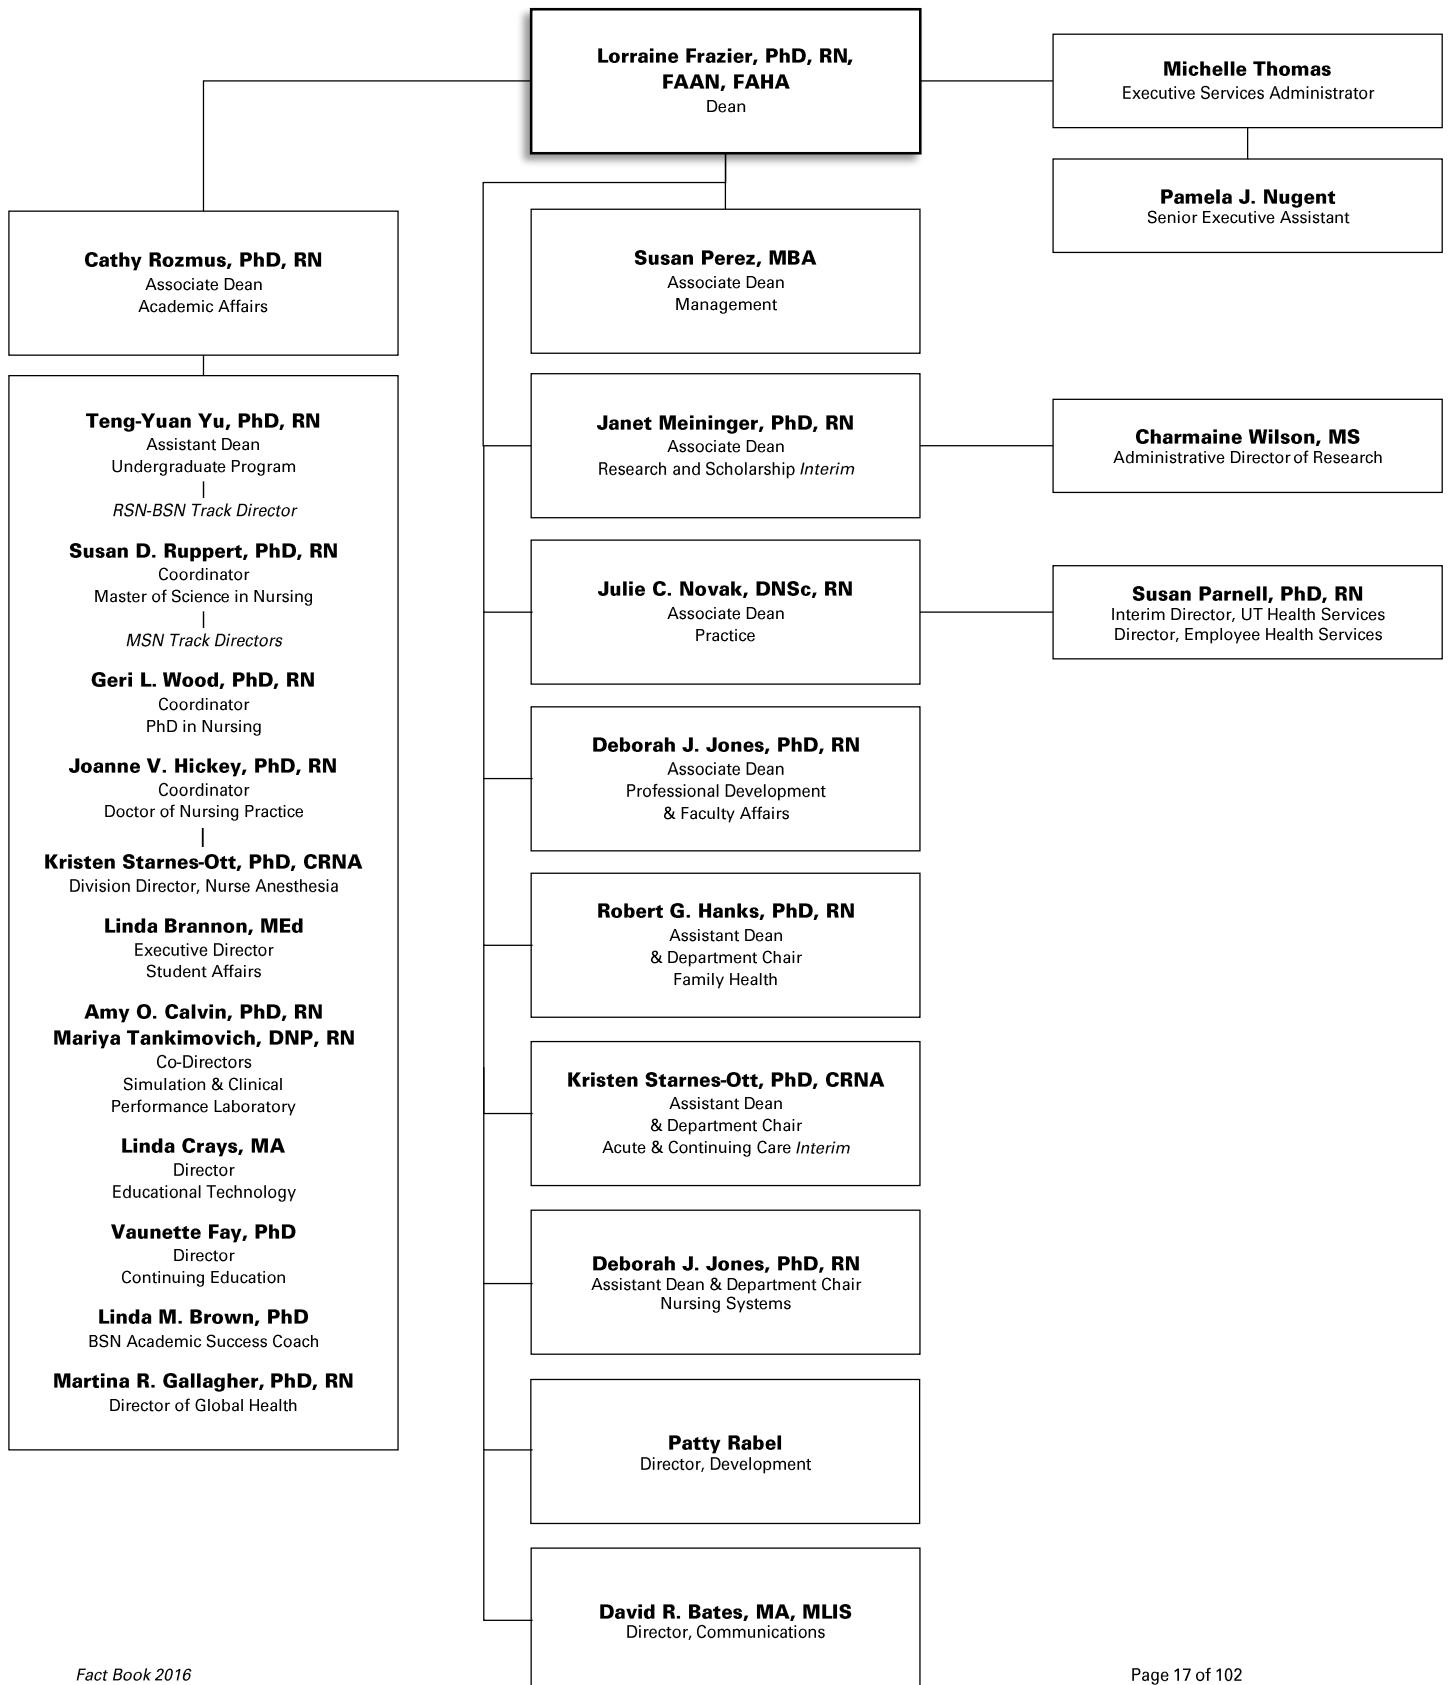 Lorraine Frazier, PhD, RN,
FAAN, FAHA
Dean
Michelle Thomas
Executive Services Administrator
Pamela J. Nugent
Senior Executive Assistant
Cathy Rozmus, PhD, RN
Associate Dean
Academic Affairs
Teng-Yuan Yu, PhD, RN
Assistant Dean
Undergraduate Program
RSN-BSN Track Director
Susan D. Ruppert, PhD, RN
Coordinator
Master of Science in Nursing
MSN Track Directors
Geri L. Wood, PhD, RN
Coordinator
PhD in Nursing
Joanne V. Hickey, PhD, RN
Coordinator
Doctor of Nursing Practice
Kristen Starnes-Ott, PhD, CRNA
Division Director, Nurse Anesthesia
Linda Brannon, MEd
Executive Director
Student Affairs
Amy O. Calvin, PhD, RN
Mariya Tankimovich, DNP, RN
Co-Directors
Simulation & Clinical
Performance Laboratory
Linda Crays, MA
Director
Educational Technology
Vaunette Fay, PhD
Director
Continuing Education
Linda M. Brown, PhD
BSN Academic Success Coach
Martina R. Gallagher, PhD, RN
Director of Global Health
Susan Perez, MBA
Associate Dean
Management
Janet Meininger, PhD, RN
Associate Dean
Research and Scholarship Interim
Charmaine Wilson, MS
Administrative Director of Research
Julie C. Novak, DNSc, RN
Associate Dean
Practice
Susan Parnell, PhD, RN
Interim Director, UT Health Services
Director, Employee Health Services
Deborah J. Jones, PhD, RN
Associate Dean
Professional Development
& Faculty Affairs
Robert G. Hanks, PhD, RN
Assistant Dean
& Department Chair
Family Health
Kristen Starnes-Ott, PhD, CRNA
Assistant Dean
& Department Chair
Acute & Continuing Care Interim
Deborah J. Jones, PhD, RN
Assistant Dean & Department Chair
Nursing Systems
Patty Rabel
Director, Development
David R. Bates, MA, MLIS
Director, Communications
Fact Book 2016
Page 17 of 102